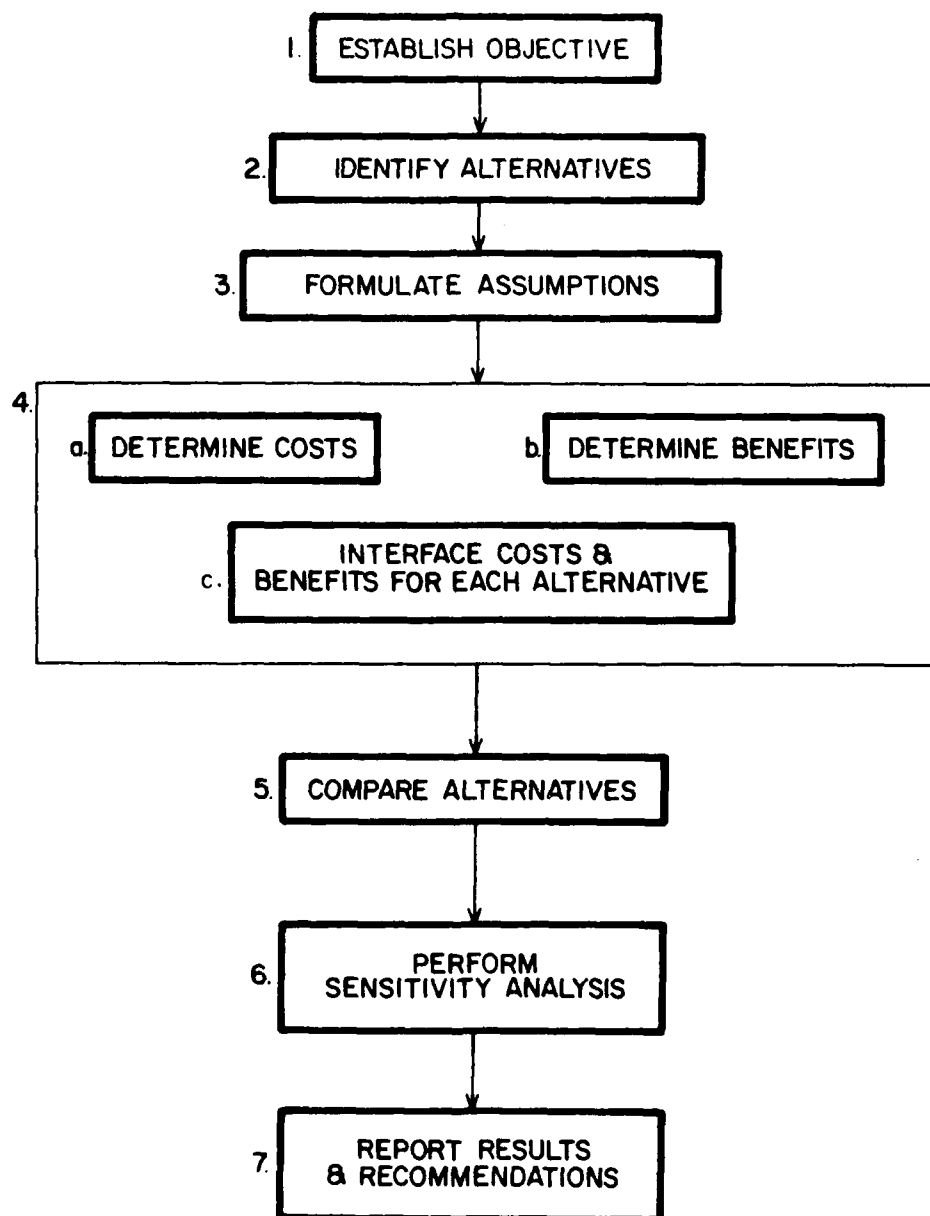 1. ESTABLISH OBJECTIVE
2. IDENTIFY ALTERNATIVES
3. FORMULATE ASSUMPTIONS
4.
a. DETERMINE COSTS
b. DETERMINE BENEFITS
INTERFACE COSTS &
c. BENEFITS FOR EACH ALTERNATIVE
5. COMPARE ALTERNATIVES
6. PERFORM
SENSITIVITY ANALYSIS
7. REPORT RESULTS
& RECOMMENDATIONS